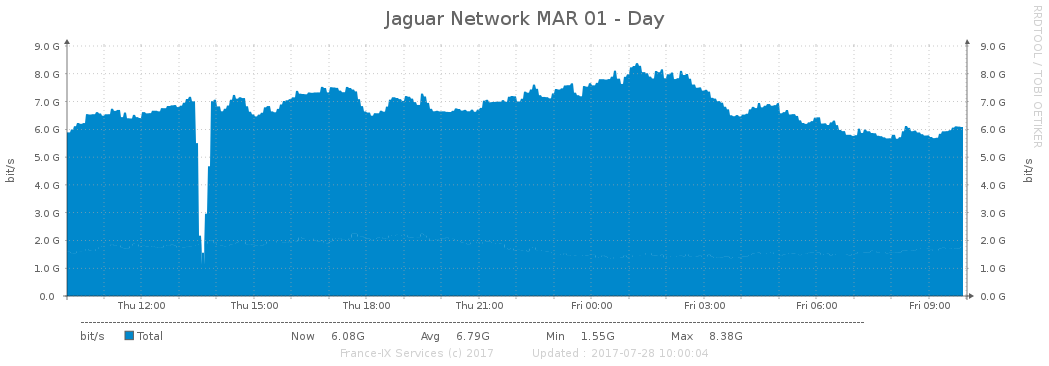 Jaguar Network MAR 01 - Day
RRDTOOL / TOBI OETIKER
9.0 G 9.0 G
8.0 G 8.0 G
7.0 G 7.0 G
6.0 G 6.0 G
5.0 G 5.0 G
4.0 G 4.0 G
3.0 G 3.0 G
2.0 G 2.0 G
1.0 G 1.0 G
0.0 0.0 G
bit/s bit/s
Thu 12:00 Thu 15:00 Thu 18:00 Thu 21:00 Fri 00:00 Fri 03:00 Fri 06:00 Fri 09:00
bit/s Total Now 6.08G Avg 6.79G Min 1.55G Max 8.38G
France-IX Services (c) 2017 Updated : 2017-07-28 10:00:04